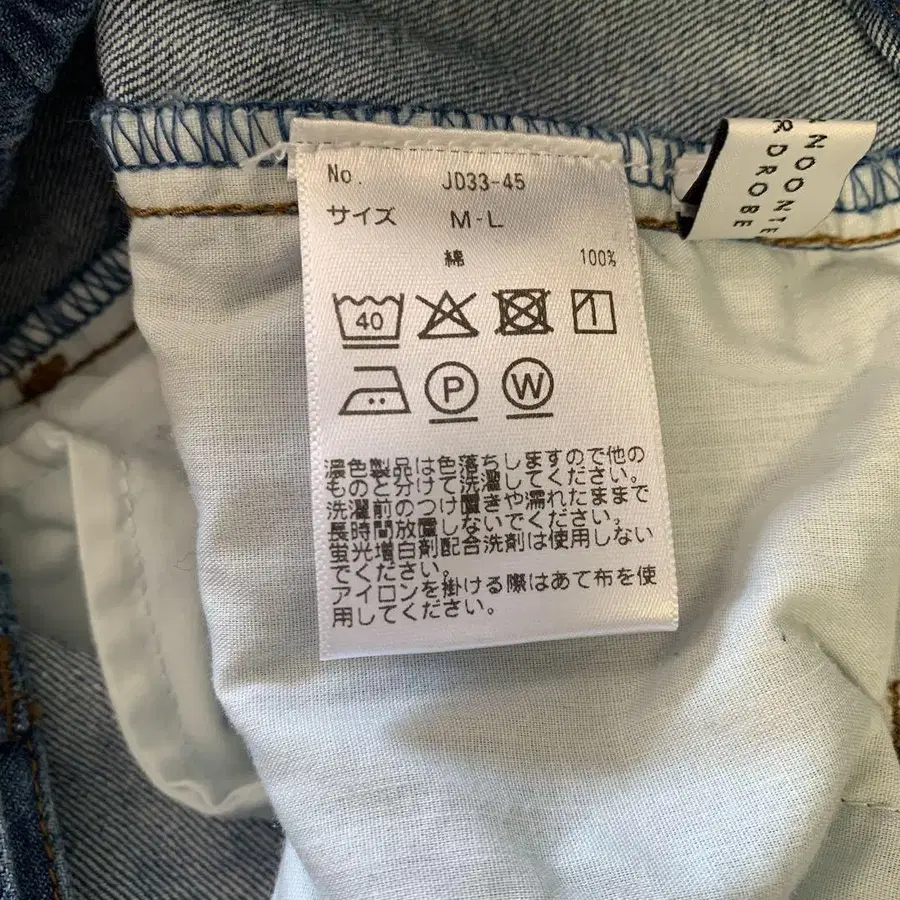 No. JD33-45
サイズ M-L
綿 100%
40
P W
濃色製品は色落ちしますので他の
ものと分けて洗濯してください。
洗濯前のつけ置きや濡れたままで
長時間放置しないでください。
蛍光増白剤配合洗剤は使用しない
でください。
アイロンを掛ける際はあて布を使
用してください。